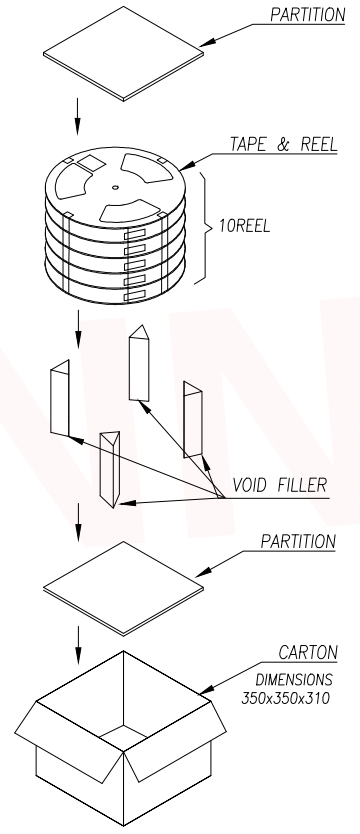 PARTITION
TAPE & REEL
10REEL
VOID FILLER
PARTITION
CARTON
DIMENSIONS
350x350x310